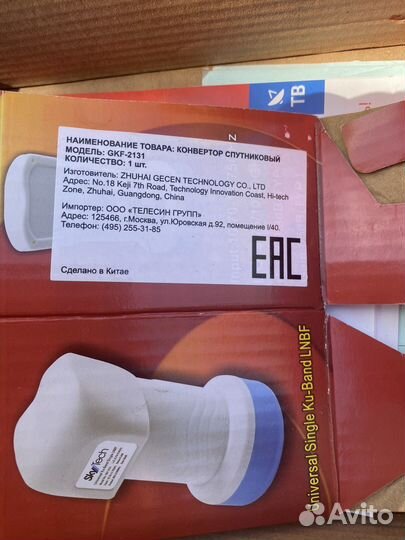 НАИМЕНОВАНИЕ ТОВАРА: КОНВЕРТОР СПУТНИКОВЫЙ
МОДЕЛЬ: GKF-2131
КОЛИЧЕСТВО: 1 шт.
Изготовитель: ZHUHAI GECEN TECHNOLOGY CO., LTD
Адрес: No.18 Keji 7th Road, Technology Innovation Coast, Hi-tech
Zone, Zhuhai, Guangdong, China
Импортер: ООО «ТЕЛЕСИН ГРУПП»
Адрес: 125466, г.Москва, ул.Юровская д.92, помещение I/40.
Телефон: (495) 255-31-85
Сделано в Китае
EAC
ТВ
Universal Single Ku-Band LNBF
SkyTech
Avito